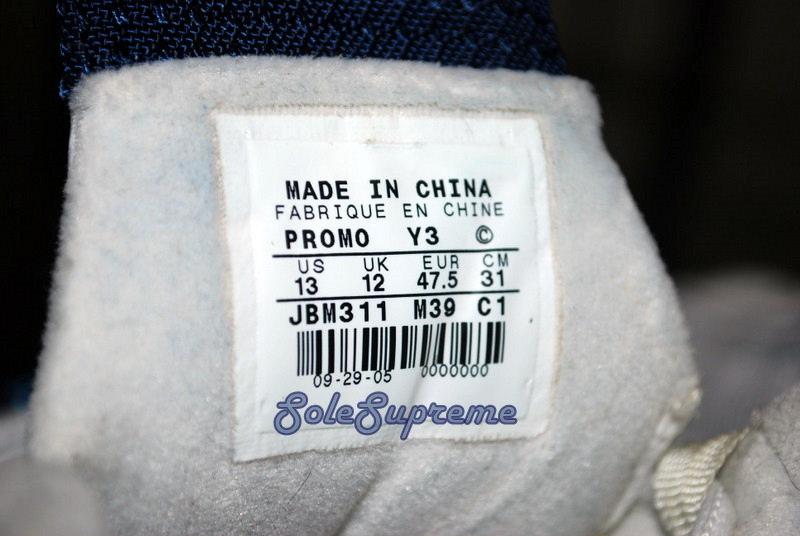 MADE IN CHINA
FABRIQUE EN CHINE
PROMO Y3 ©
US UK EUR CM
13 12 47.5 31
JBM311 M39 C1
09-29-05 0000000
SoleSupreme